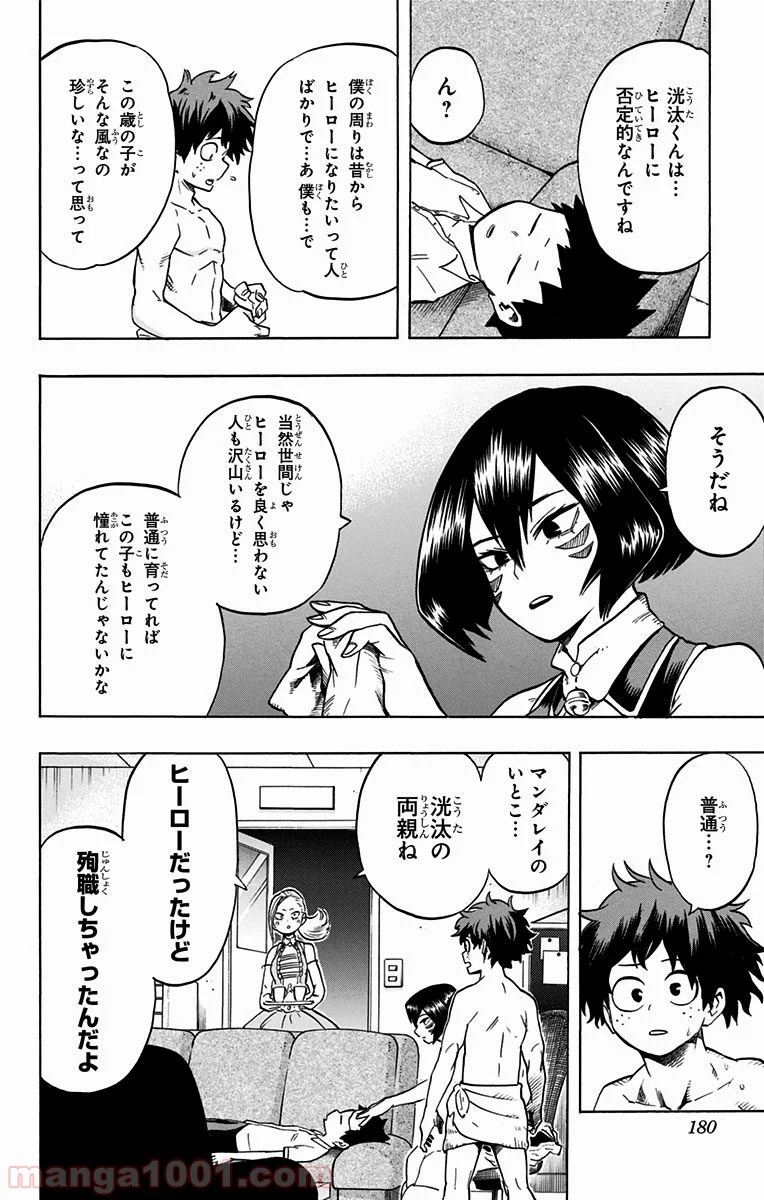 洸汰くんは…
ヒーローに
否定的なんですね
ん?
僕の周りは昔から
ヒーローになりたいって人
ばかりで…あ 僕も…で
この歳の子が
そんな風なの
珍しいな…って思って
そうだね
当然世間じゃ
ヒーローを良く思わない
人も沢山いるけど…
普通に育ってれば
この子もヒーローに
憧れてたんじゃないかな
普通…?
マンダレイの
いとこ…
洸汰の
両親ね
ヒーローだったけど
殉職しちゃったんだよ
180
manga1001.com